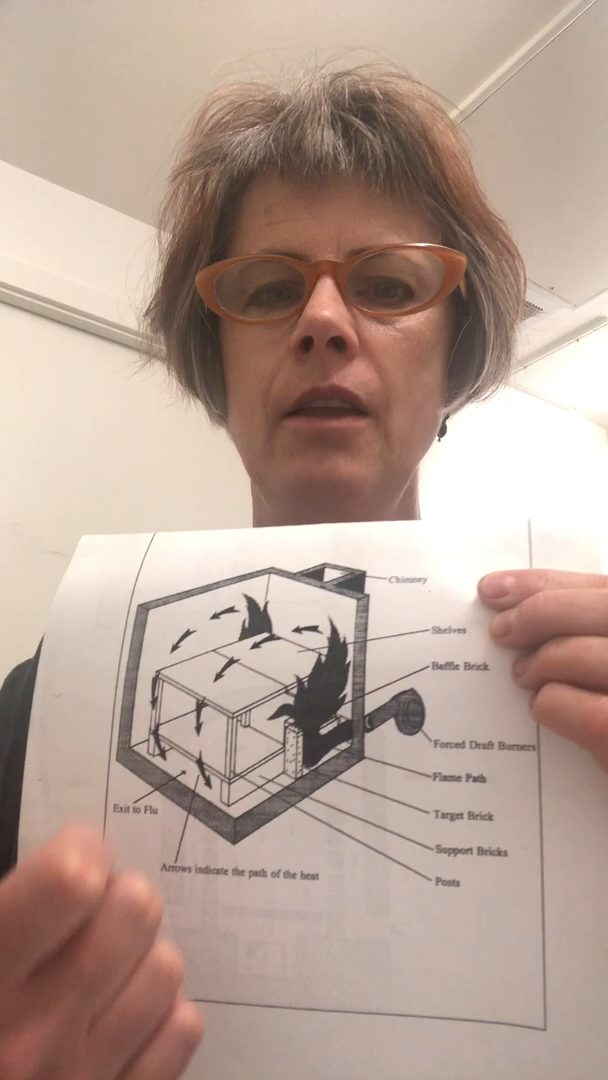 Chimney
Shelves
Baffle Brick
Forced Draft Burners
Flame Path
Target Brick
Support Bricks
Posts
Exit to Flu
Arrows indicate the path of the heat